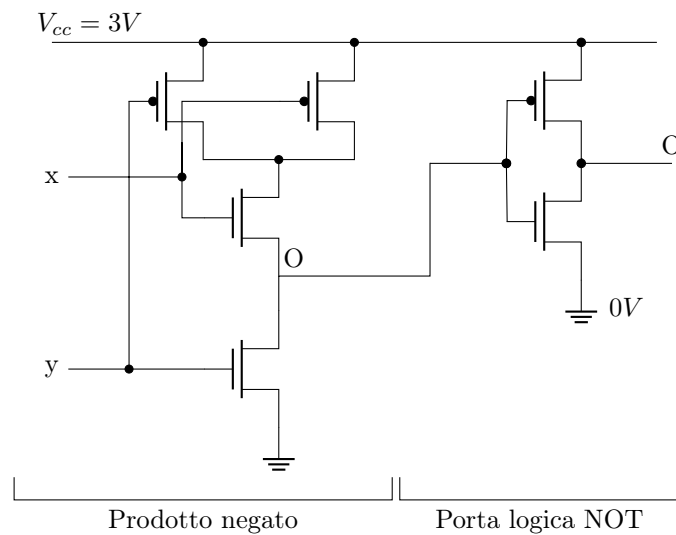 V_{cc} = 3V
x
O
O
0V
y
Prodotto negato
Porta logica NOT